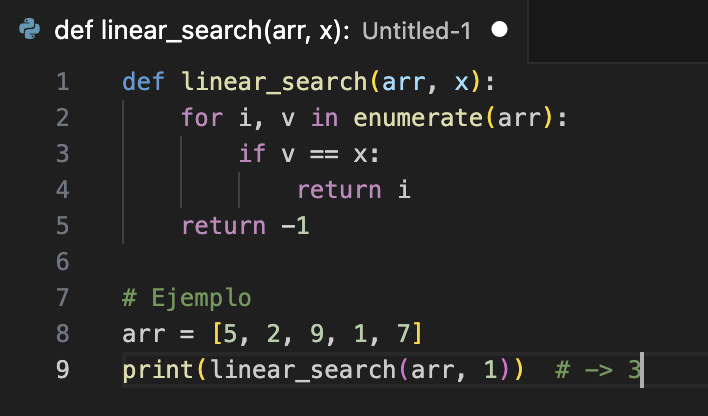 def linear_search(arr, x): Untitled-1
1 def linear_search(arr, x):
2     for i, v in enumerate(arr):
3         if v == x:
4             return i
5     return -1
6
7 # Ejemplo
8 arr = [5, 2, 9, 1, 7]
9 print(linear_search(arr, 1))  # -> 3